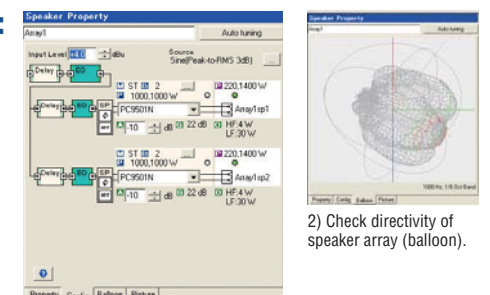 :
Speaker Property
Array1
Auto tuning
Input Level +4.0 dBu
Source
Sine(Peak-to-RMS 3dB) ...
Delay EQ
ST 2 ... 220,1400 W
1000,1000 W
Delay EQ SP PC9501N Array1sp1
Φ
OFF -10 dB 22 dB HF:4 W
LF:30 W
ST 2 ... 220,1400 W
1000,1000 W
Delay EQ SP PC9501N Array1sp2
Φ
OFF -10 dB 22 dB HF:4 W
LF:30 W
Property Config Balloon Picture
Speaker Property
Array1
Auto tuning
1000 Hz, 1/6 Oct Band
Property Config Balloon Picture
2) Check directivity of
speaker array (balloon).